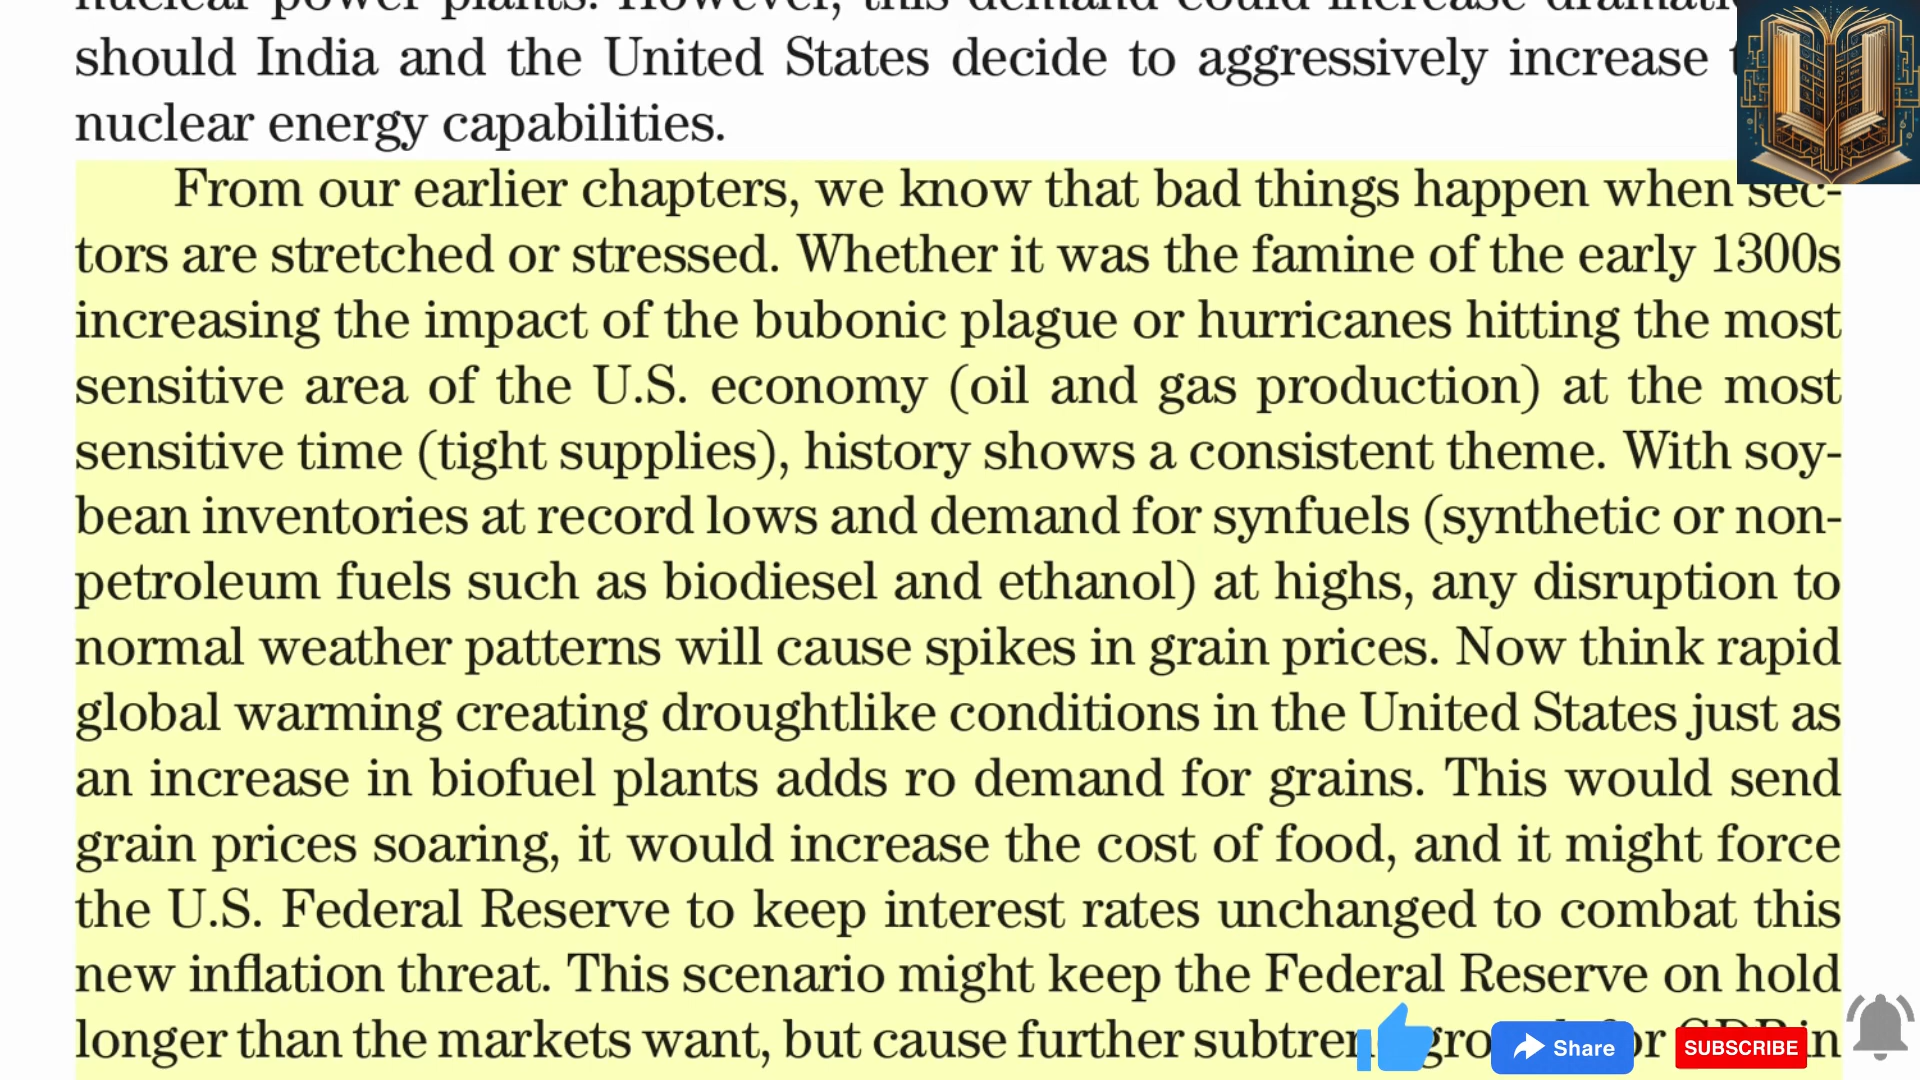 nuclear power plants. However, this demand could increase
should India and the United States decide to aggressively increase
nuclear energy capabilities.
From our earlier chapters, we know that bad things happen when sec-
tors are stretched or stressed. Whether it was the famine of the early 1300s
increasing the impact of the bubonic plague or hurricanes hitting the most
sensitive area of the U.S. economy (oil and gas production) at the most
sensitive time (tight supplies), history shows a consistent theme. With soy-
bean inventories at record lows and demand for synfuels (synthetic or non-
petroleum fuels such as biodiesel and ethanol) at highs, any disruption to
normal weather patterns will cause spikes in grain prices. Now think rapid
global warming creating droughtlike conditions in the United States just as
an increase in biofuel plants adds ro demand for grains. This would send
grain prices soaring, it would increase the cost of food, and it might force
the U.S. Federal Reserve to keep interest rates unchanged to combat this
new inflation threat. This scenario might keep the Federal Reserve on hold
longer than the markets want, but cause further in
Share
SUBSCRIBE